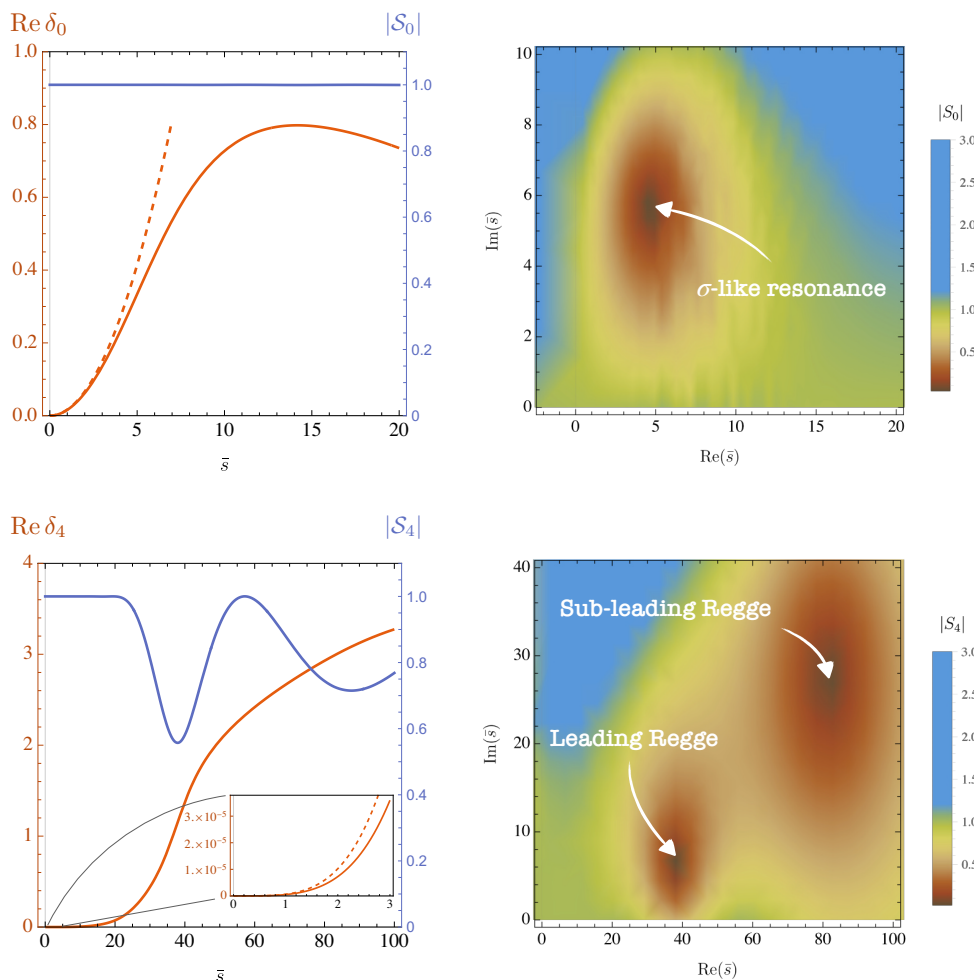 Re δ₀ |𝒮₀|
1.0
0.8
0.6
0.4
0.2
0.0
1.0
0.8
0.6
0.4
0.2
0
0 5 10 15 20
s̄
10
8
6
4
2
0
Im(s̄)
σ-like resonance
0 5 10 15 20
Re(s̄)
|S₀|
3.0
2.5
2.0
1.5
1.0
0.5
Re δ₄ |𝒮₄|
4
3
2
1
0
1.0
0.8
0.6
0.4
0.2
0
3.×10⁻⁵
2.×10⁻⁵
1.×10⁻⁵
0
0 1 2 3
0 20 40 60 80 100
s̄
40
30
20
10
0
Im(s̄)
Sub-leading Regge
Leading Regge
0 20 40 60 80 100
Re(s̄)
|S₄|
3.0
2.5
2.0
1.5
1.0
0.5